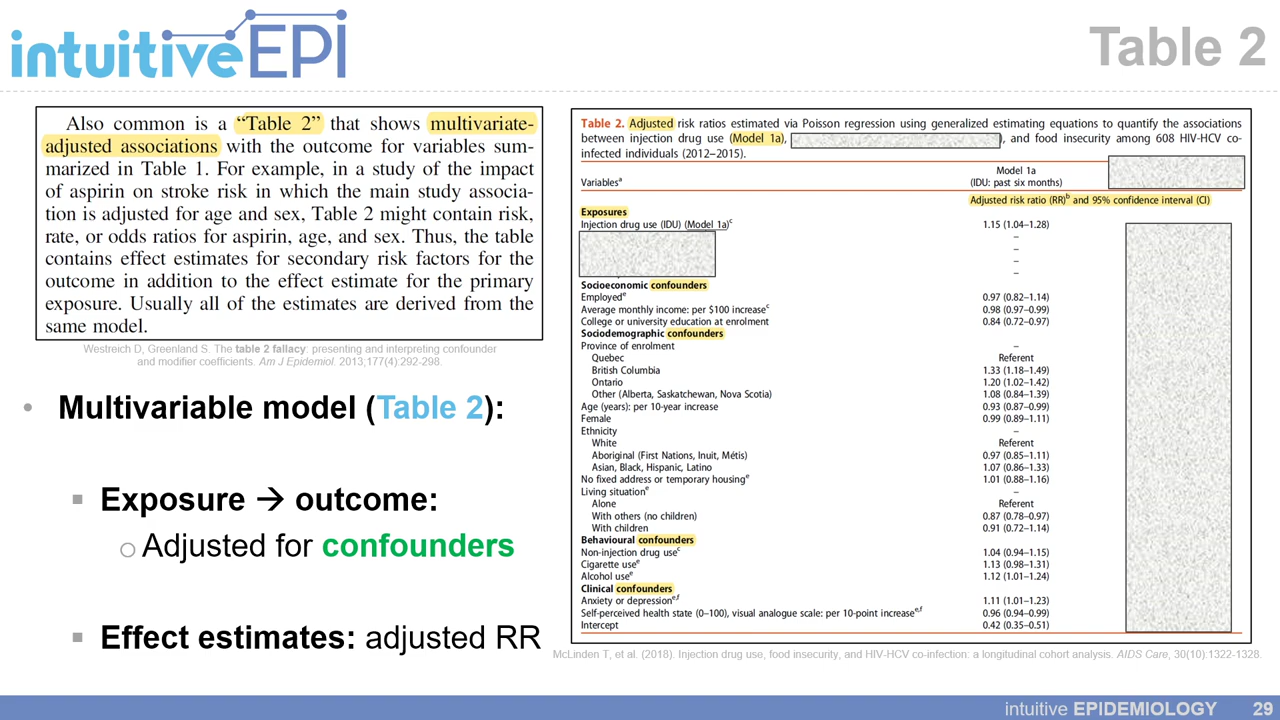 intuitive EPI
Table 2
Also common is a “Table 2” that shows multivariate-
adjusted associations with the outcome for variables sum-
marized in Table 1. For example, in a study of the impact
of aspirin on stroke risk in which the main study associa-
tion is adjusted for age and sex, Table 2 might contain risk,
rate, or odds ratios for aspirin, age, and sex. Thus, the table
contains effect estimates for secondary risk factors for the
outcome in addition to the effect estimate for the primary
exposure. Usually all of the estimates are derived from the
same model.
Westreich D, Greenland S. The table 2 fallacy: presenting and interpreting confounder
and modifier coefficients. Am J Epidemiol. 2013;177(4):292-298.
• Multivariable model (Table 2):
▪ Exposure → outcome:
o Adjusted for confounders
▪ Effect estimates: adjusted RR
Table 2. Adjusted risk ratios estimated via Poisson regression using generalized estimating equations to quantify the associations
between injection drug use (Model 1a), ), and food insecurity among 608 HIV-HCV co-
infected individuals (2012–2015).
Model 1a
Variablesa (IDU: past six months)
Adjusted risk ratio (RR)b and 95% confidence interval (CI)
Exposures
Injection drug use (IDU) (Model 1a)c 1.15 (1.04–1.28)
–
–
–
–
Socioeconomic confounders
Employede 0.97 (0.82–1.14)
Average monthly income: per $100 increasec 0.98 (0.97–0.99)
College or university education at enrolment 0.84 (0.72–0.97)
Sociodemographic confounders
Province of enrolment –
Quebec Referent
British Columbia 1.33 (1.18–1.49)
Ontario 1.20 (1.02–1.42)
Other (Alberta, Saskatchewan, Nova Scotia) 1.08 (0.84–1.39)
Age (years): per 10-year increase 0.93 (0.87–0.99)
Female 0.99 (0.89–1.11)
Ethnicity –
White Referent
Aboriginal (First Nations, Inuit, Métis) 0.97 (0.85–1.11)
Asian, Black, Hispanic, Latino 1.07 (0.86–1.33)
No fixed address or temporary housinge 1.01 (0.88–1.16)
Living situatione –
Alone Referent
With others (no children) 0.87 (0.78–0.97)
With children 0.91 (0.72–1.14)
Behavioural confounders
Non-injection drug usec 1.04 (0.94–1.15)
Cigarette usee 1.13 (0.98–1.31)
Alcohol usee 1.12 (1.01–1.24)
Clinical confounders
Anxiety or depressione,f 1.11 (1.01–1.23)
Self-perceived health state (0–100), visual analogue scale: per 10-point increasee,f 0.96 (0.94–0.99)
Intercept 0.42 (0.35–0.51)
McLinden T, et al. (2018). Injection drug use, food insecurity, and HIV-HCV co-infection: a longitudinal cohort analysis. AIDS Care, 30(10):1322-1328.
intuitive EPIDEMIOLOGY 29